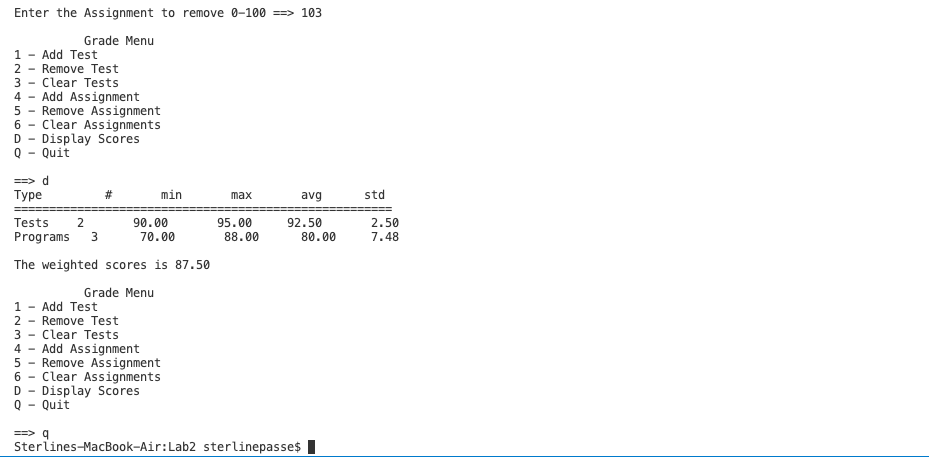 Enter the Assignment to remove 0-100 ==> 103
Grade Menu
1 - Add Test
2 - Remove Test
3 - Clear Tests
4 - Add Assignment
5 - Remove Assignment
6 - Clear Assignments
D - Display Scores
Q - Quit
==> d
Type # min max avg std
======================================================
Tests 2 90.00 95.00 92.50 2.50
Programs 3 70.00 88.00 80.00 7.48
The weighted scores is 87.50
Grade Menu
1 - Add Test
2 - Remove Test
3 - Clear Tests
4 - Add Assignment
5 - Remove Assignment
6 - Clear Assignments
D - Display Scores
Q - Quit
==> q
Sterlines-MacBook-Air:Lab2 sterlinepasse$